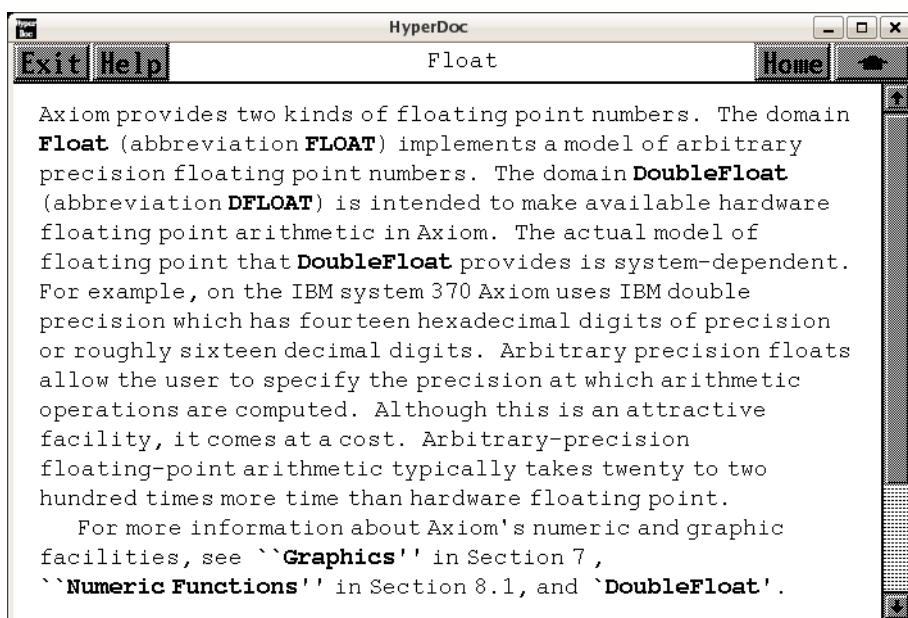 Hyper
Doc
HyperDoc
Exit Help Float Home
Axiom provides two kinds of floating point numbers. The domain
Float (abbreviation FLOAT) implements a model of arbitrary
precision floating point numbers. The domain DoubleFloat
(abbreviation DFLOAT) is intended to make available hardware
floating point arithmetic in Axiom. The actual model of
floating point that DoubleFloat provides is system-dependent.
For example, on the IBM system 370 Axiom uses IBM double
precision which has fourteen hexadecimal digits of precision
or roughly sixteen decimal digits. Arbitrary precision floats
allow the user to specify the precision at which arithmetic
operations are computed. Although this is an attractive
facility, it comes at a cost. Arbitrary-precision
floating-point arithmetic typically takes twenty to two
hundred times more time than hardware floating point.
For more information about Axiom's numeric and graphic
facilities, see ``Graphics'' in Section 7 ,
``Numeric Functions'' in Section 8.1, and `DoubleFloat'.